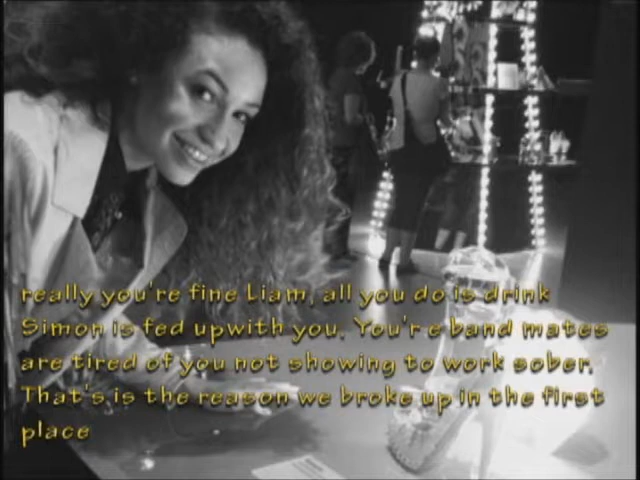 really you're fine Liam, all you do is drink
Simon is fed upwith you. You'r e band mates
are tired of you not showing to work sober.
That's is the reason we broke up in the first
place